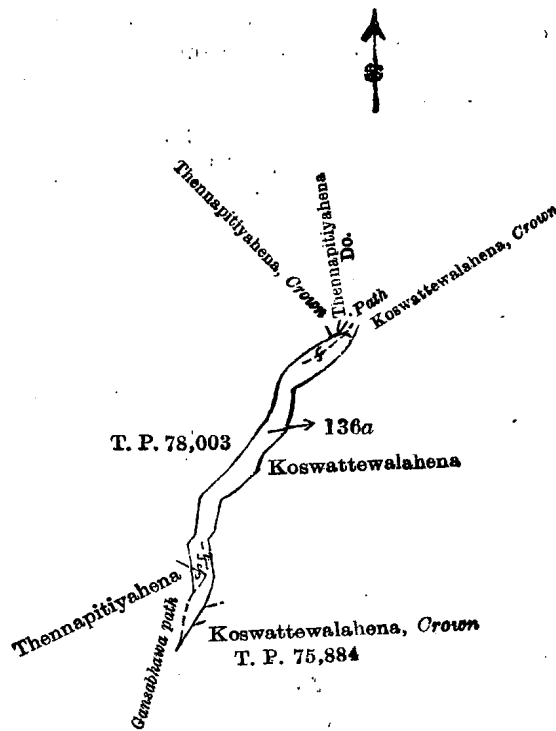 Thennapitiyahena, Crown
Thennapitiyahena
Do.
Path
Koswattewalahena, Crown
T. P. 78,003
136a
Koswattewalahena
Thennapitiyahena
Gansabhawa path
Koswattewalahena, Crown
T. P. 75,884